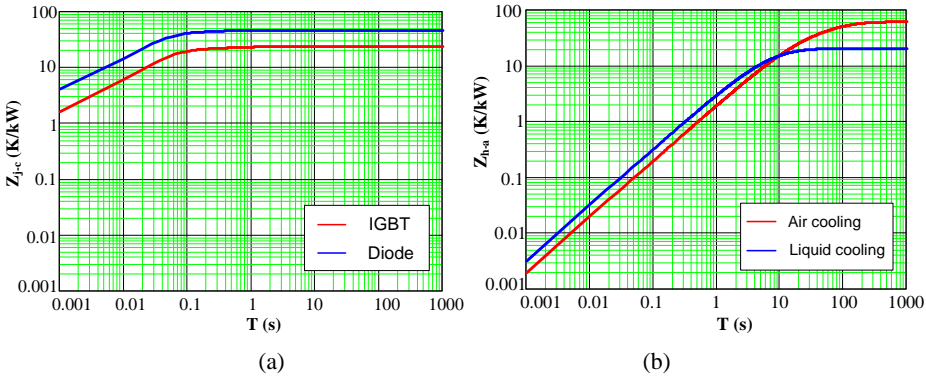 100
10
1
0.1
0.01
0.001
Z_j-c (K/kW)
IGBT
Diode
0.001 0.01 0.1 1 10 100 1000
T (s)
(a)
100
10
1
0.1
0.01
0.001
Z_h-a (K/kW)
Air cooling
Liquid cooling
0.001 0.01 0.1 1 10 100 1000
T (s)
(b)